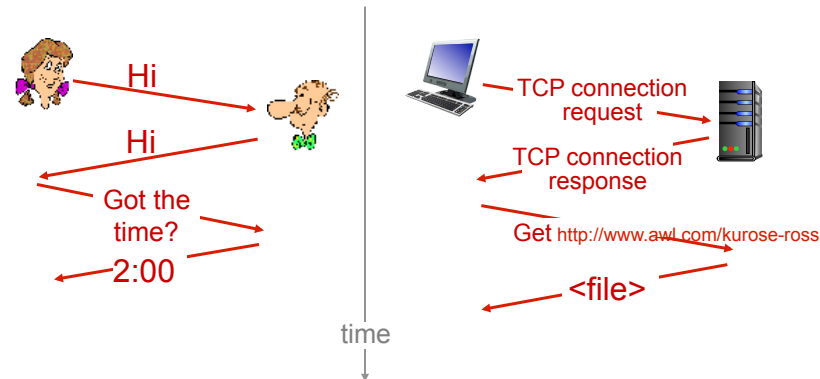 Hi
Hi
Got the
time?
2:00
TCP connection
request
TCP connection
response
Get http://www.awl.com/kurose-ross
<file>
time